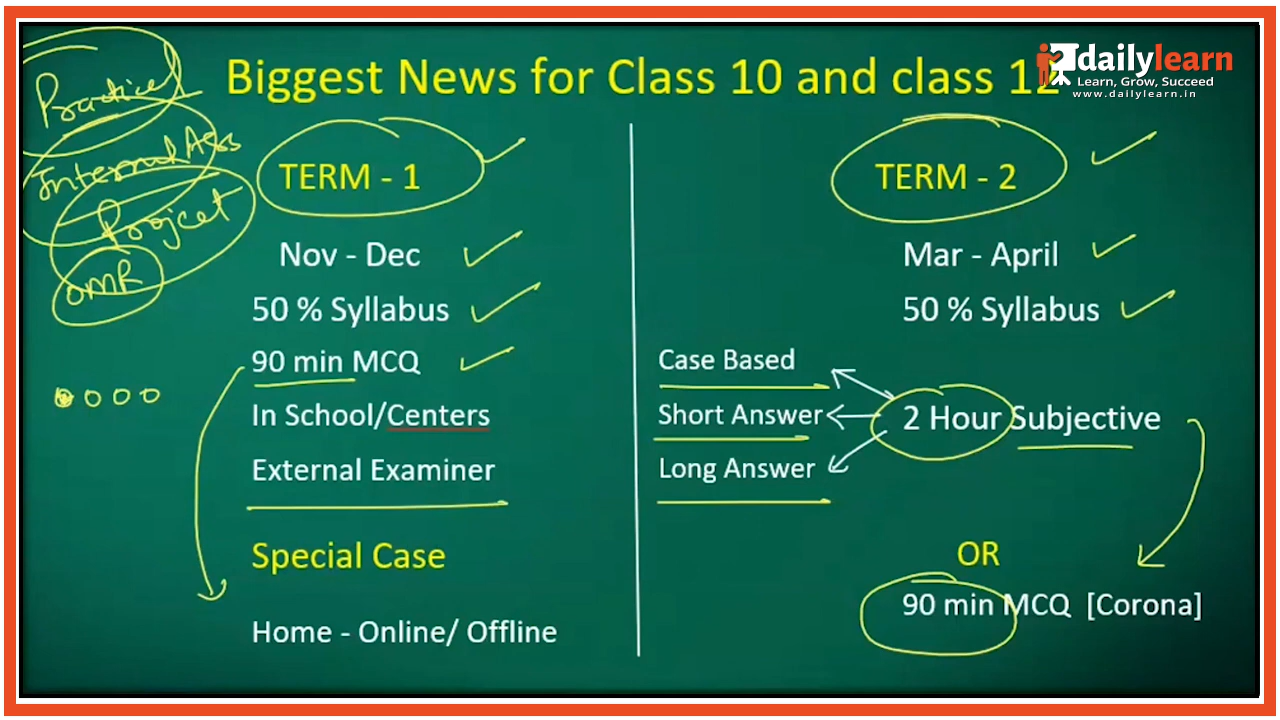 Biggest News for Class 10 and class 12
dailylearn
Learn, Grow, Succeed
www.dailylearn.in
Practical
Internal Ass
Projcet
OMR
TERM - 1
Nov - Dec
50 % Syllabus
90 min MCQ
In School/Centers
External Examiner
Special Case
Home - Online/ Offline
TERM - 2
Mar - April
50 % Syllabus
Case Based
Short Answer
Long Answer
2 Hour Subjective
OR
90 min MCQ [Corona]